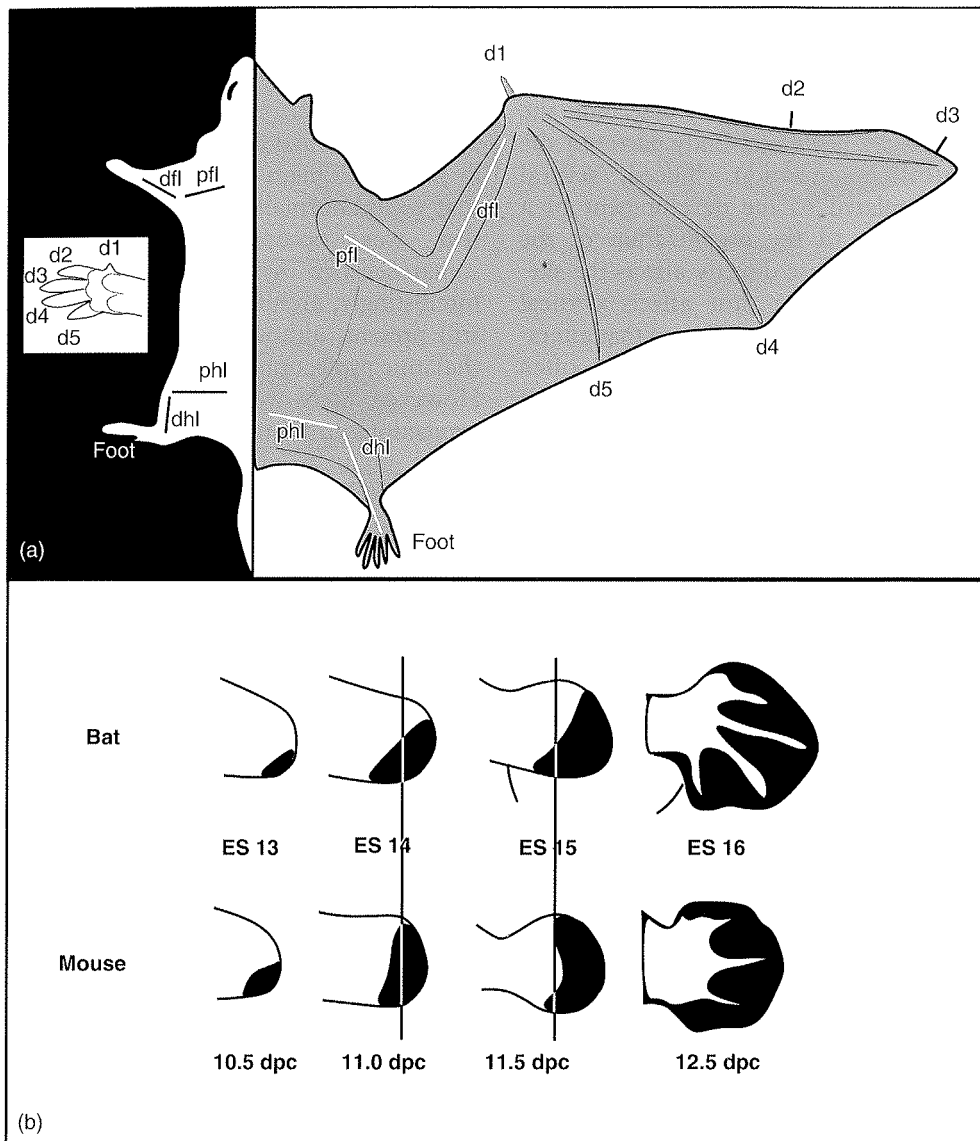 d1
d2
d3
dfl pfl
dfl
pfl
d1
d2
d3
d4
d5
d4
d5
phl
dhl
phl
dhl
Foot
Foot
(a)
Bat
ES 13 ES 14 ES 15 ES 16
Mouse
10.5 dpc 11.0 dpc 11.5 dpc 12.5 dpc
(b)